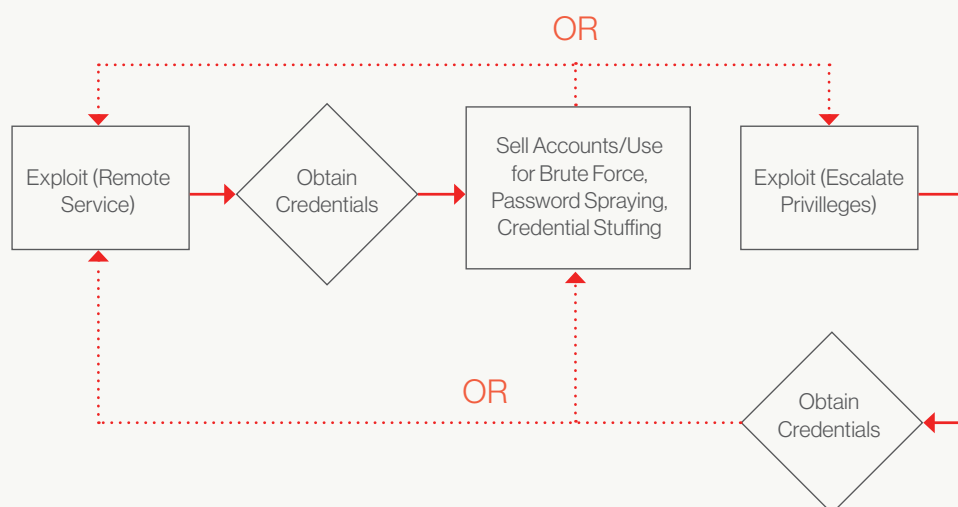 OR
Exploit (Remote
Service)
Obtain
Credentials
Sell Accounts/Use
for Brute Force,
Password Spraying,
Credential Stuffing
Exploit (Escalate
Privilleges)
OR
Obtain
Credentials